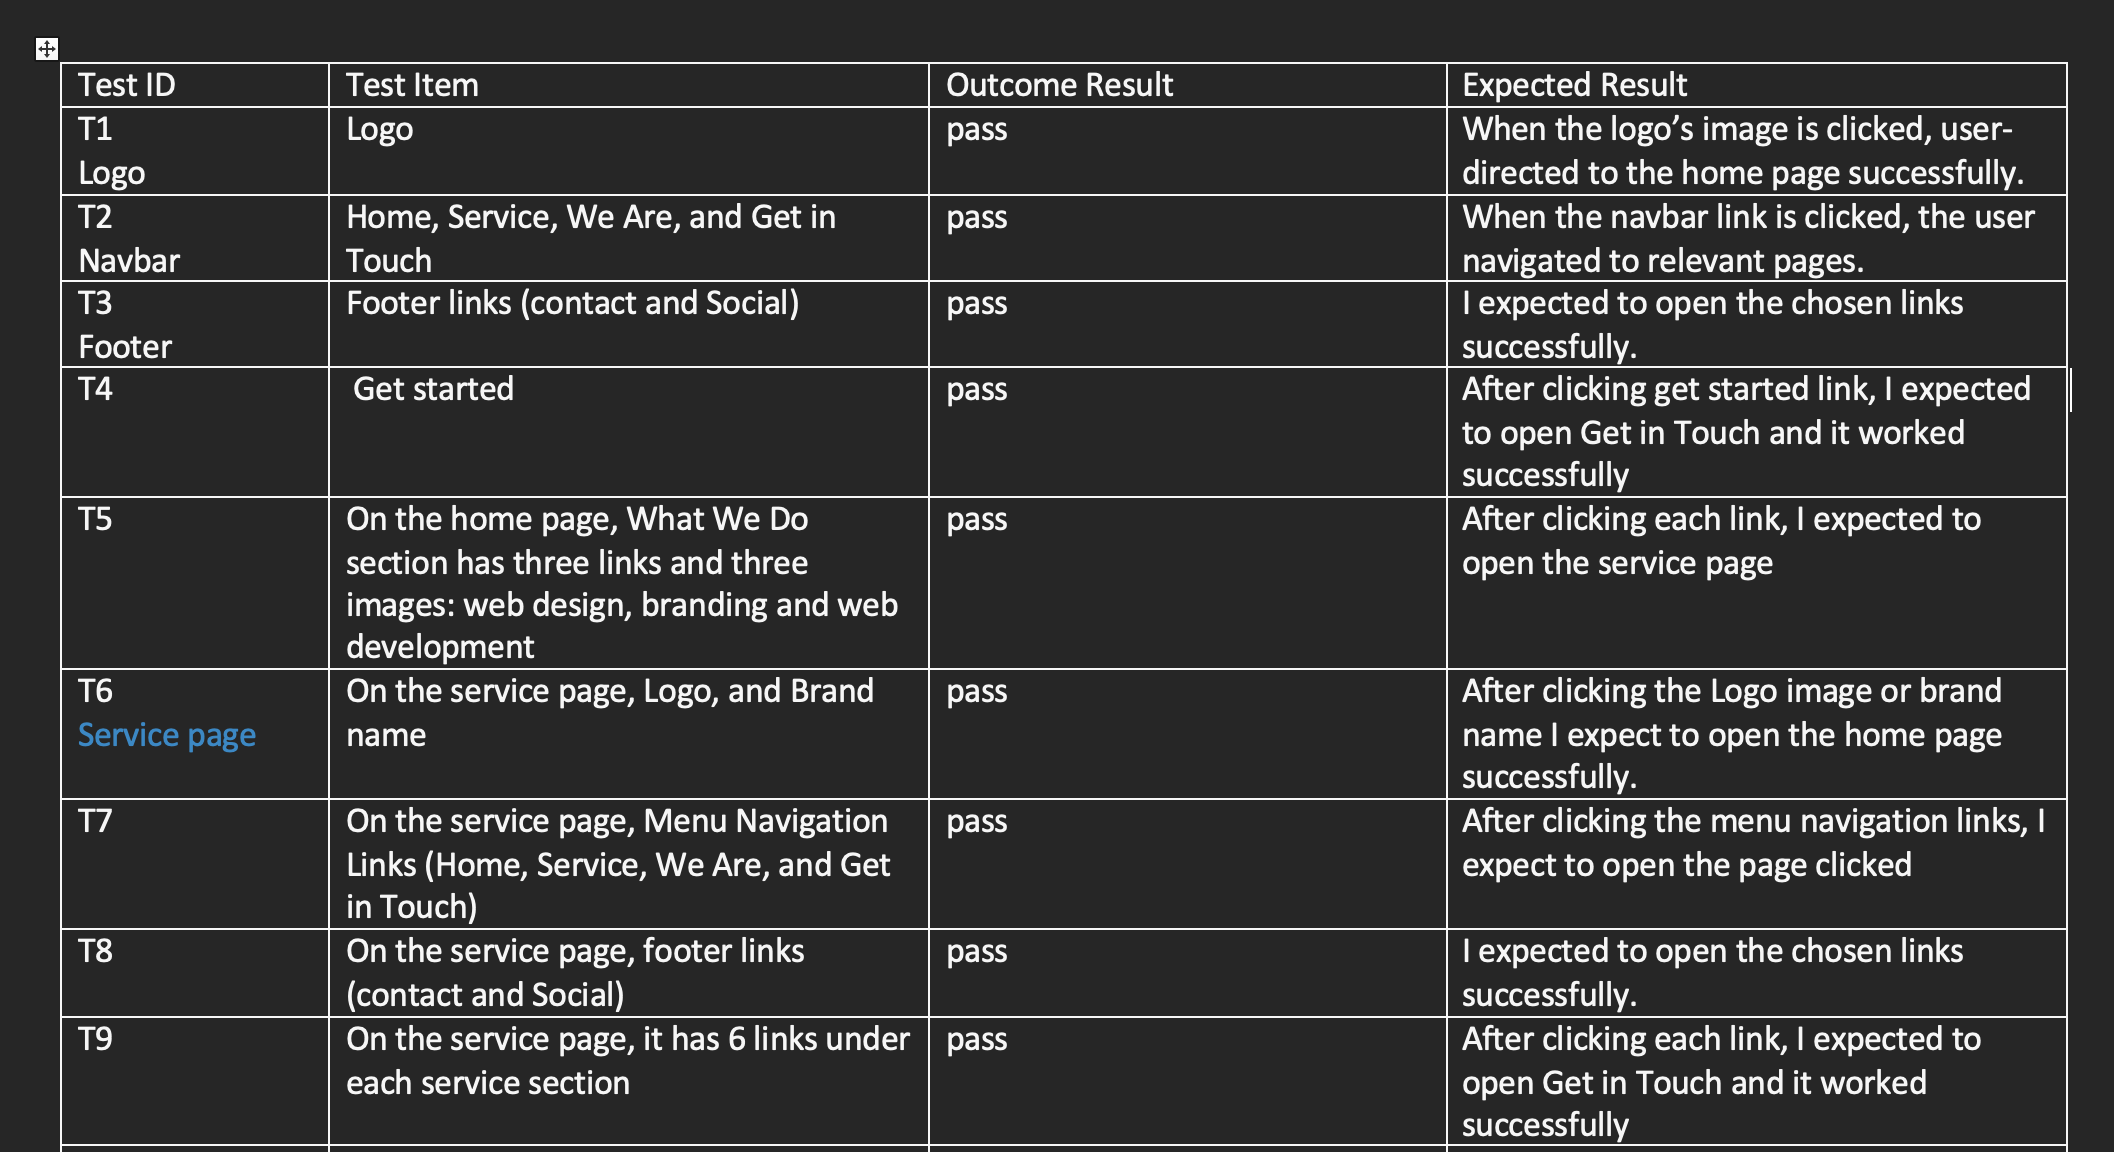 Test ID
Test Item
Outcome Result
Expected Result
T1
Logo
Logo
pass
When the logo’s image is clicked, user-
directed to the home page successfully.
T2
Navbar
Home, Service, We Are, and Get in
Touch
pass
When the navbar link is clicked, the user
navigated to relevant pages.
T3
Footer
Footer links (contact and Social)
pass
I expected to open the chosen links
successfully.
T4
Get started
pass
After clicking get started link, I expected
to open Get in Touch and it worked
successfully
T5
On the home page, What We Do
section has three links and three
images: web design, branding and web
development
pass
After clicking each link, I expected to
open the service page
T6
Service page
On the service page, Logo, and Brand
name
pass
After clicking the Logo image or brand
name I expect to open the home page
successfully.
T7
On the service page, Menu Navigation
Links (Home, Service, We Are, and Get
in Touch)
pass
After clicking the menu navigation links, I
expect to open the page clicked
T8
On the service page, footer links
(contact and Social)
pass
I expected to open the chosen links
successfully.
T9
On the service page, it has 6 links under
each service section
pass
After clicking each link, I expected to
open Get in Touch and it worked
successfully